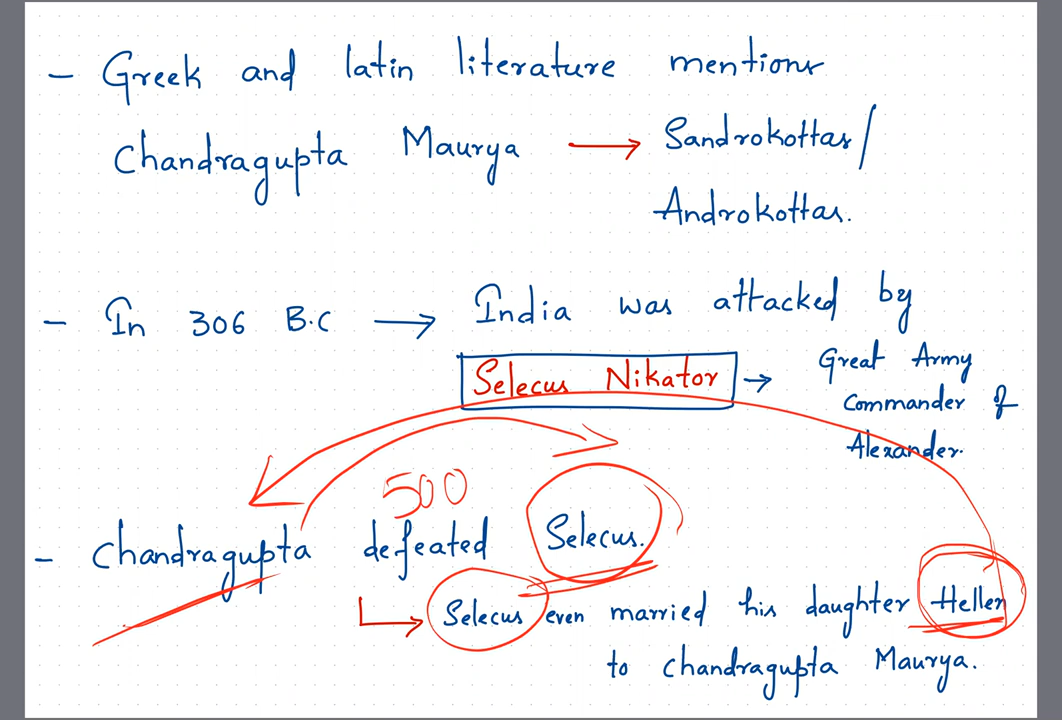 - Greek and latin literature mentions
Chandragupta Maurya → Sandrokottas/
Androkottas.
- In 306 B.C → India was attacked by
Selecus Nikator → Great Army
Commander of
Alexander.
500
- Chandragupta defeated Selecus.
↳ Selecus even married his daughter Hellen
to Chandragupta Maurya.